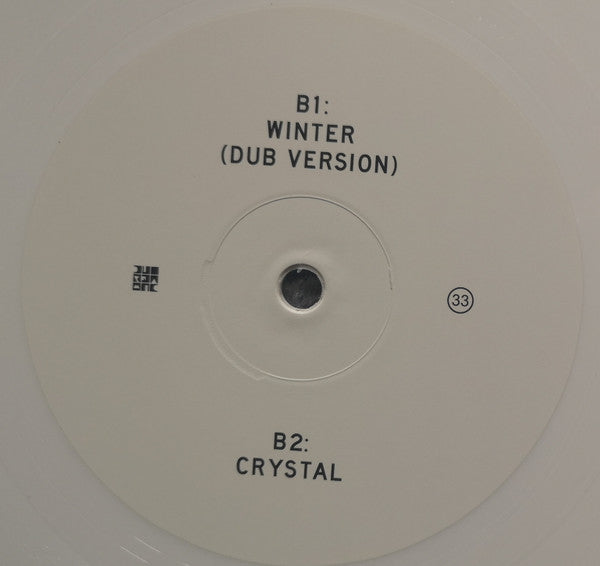 B1:
WINTER
(DUB VERSION)
33
B2:
CRYSTAL